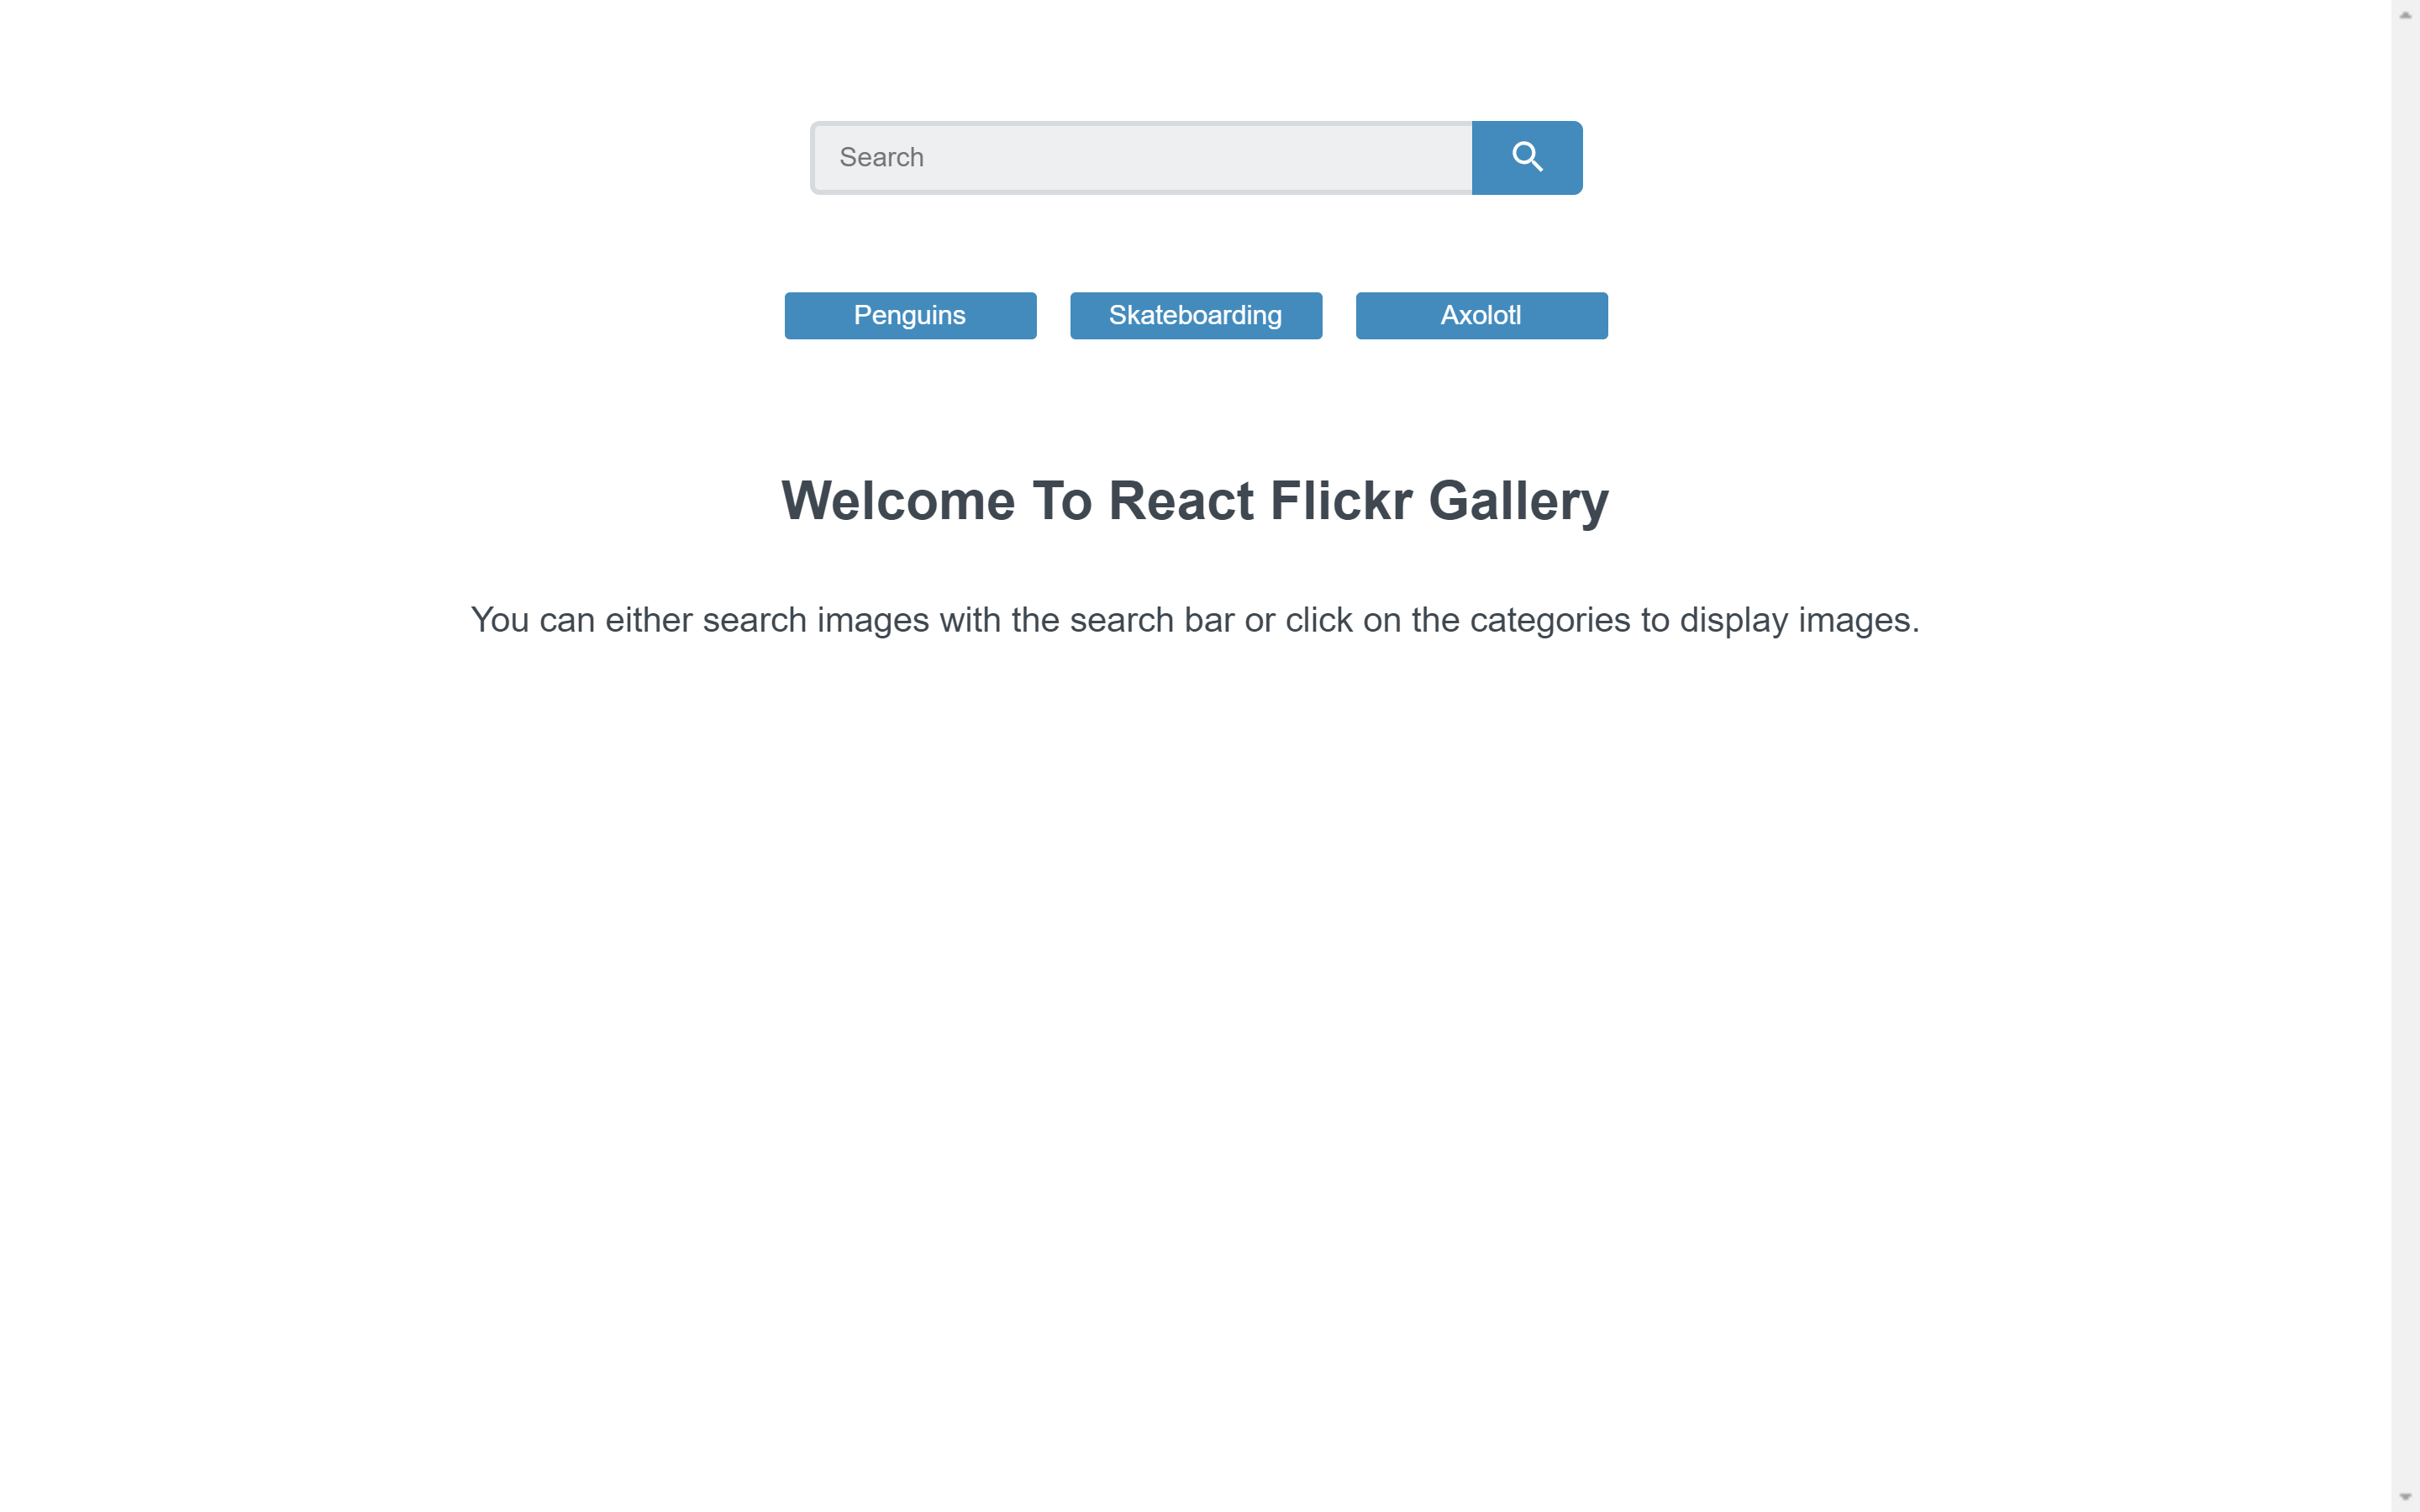 Search
Penguins
Skateboarding
Axolotl
Welcome To React Flickr Gallery
You can either search images with the search bar or click on the categories to display images.